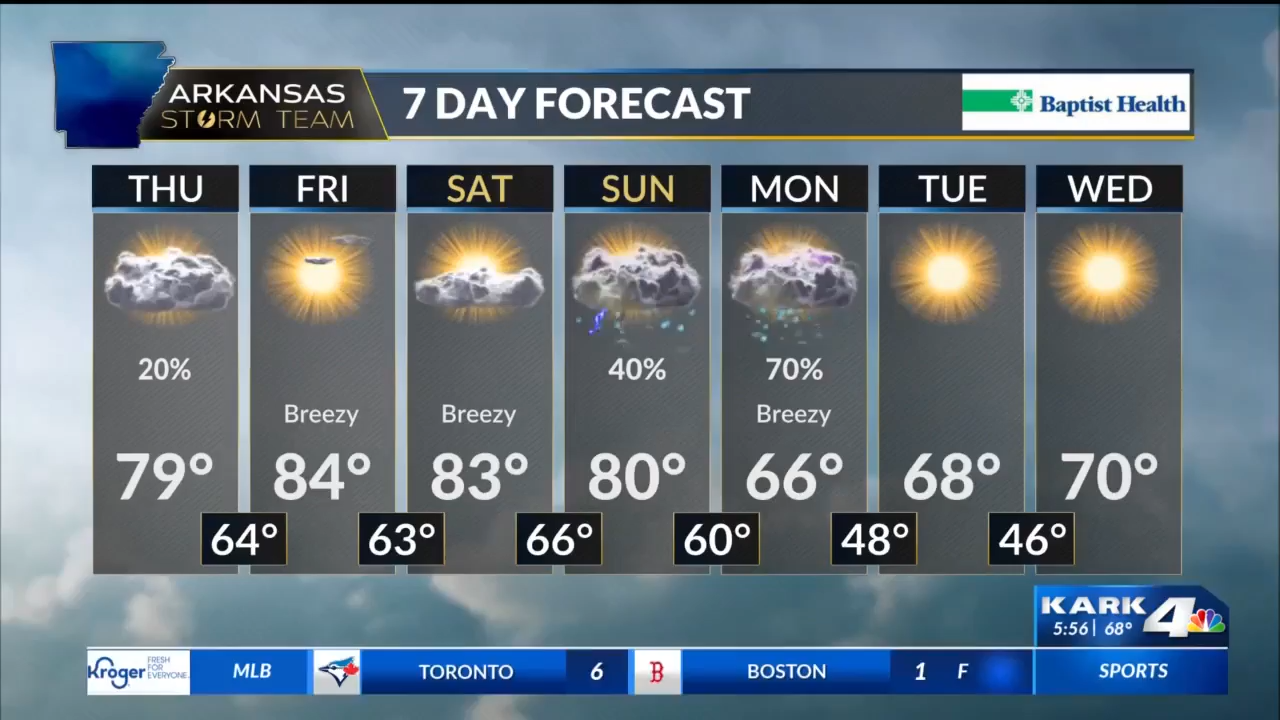 ARKANSAS
STORM TEAM
7 DAY FORECAST
Baptist Health
THU FRI SAT SUN MON TUE WED
20% 40% 70%
Breezy Breezy Breezy
79° 84° 83° 80° 66° 68° 70°
64° 63° 66° 60° 48° 46°
KARK 4
5:56 | 68°
Kroger FRESH FOR EVERYONE MLB TORONTO 6 B BOSTON 1 F SPORTS